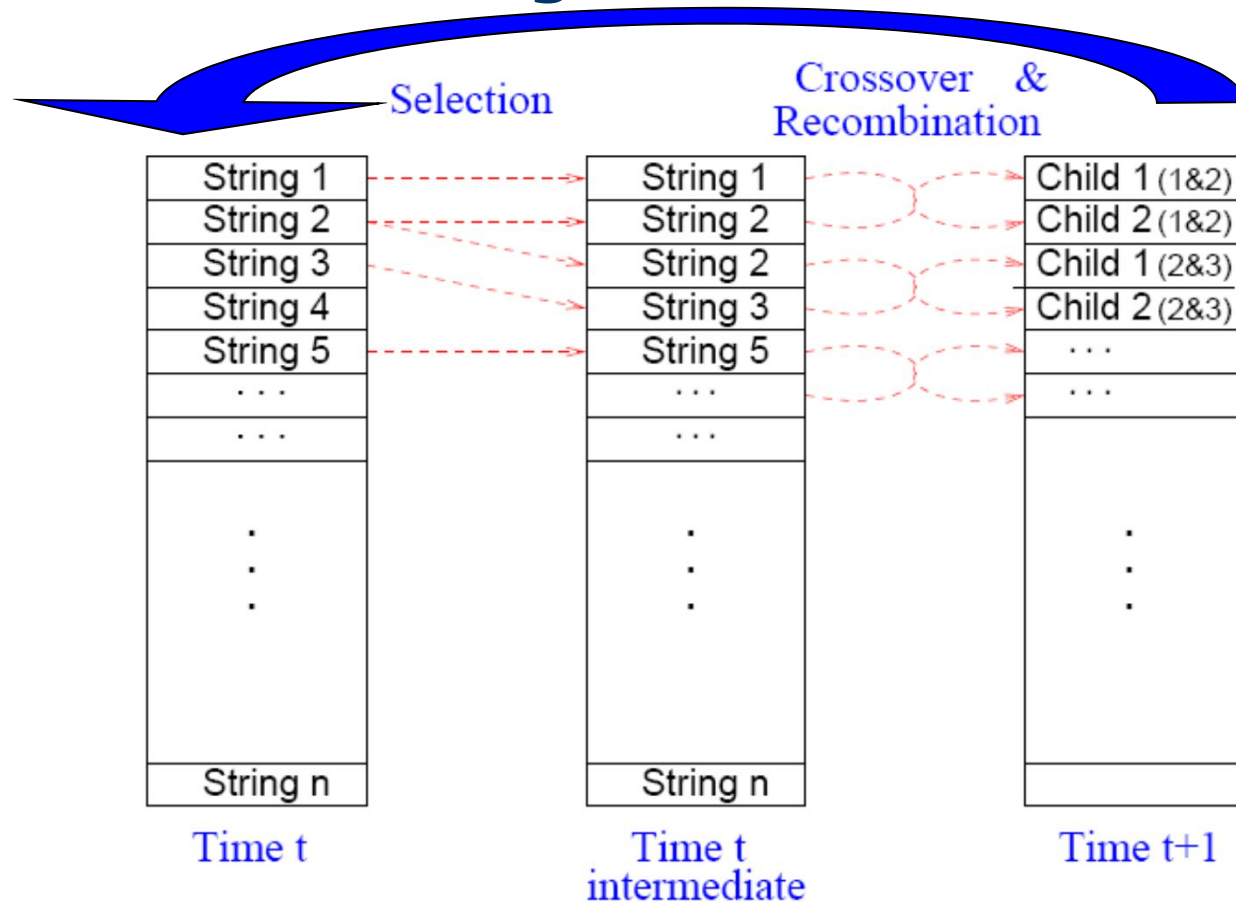 Selection
Crossover &
Recombination
String 1
String 2
String 3
String 4
String 5
. . .
. . .
.
.
.
String n
Time t
String 1
String 2
String 2
String 3
String 5
. . .
. . .
.
.
.
String n
Time t
intermediate
Child 1 (1&2)
Child 2 (1&2)
Child 1 (2&3)
Child 2 (2&3)
. . .
. . .
.
.
.
Time t+1